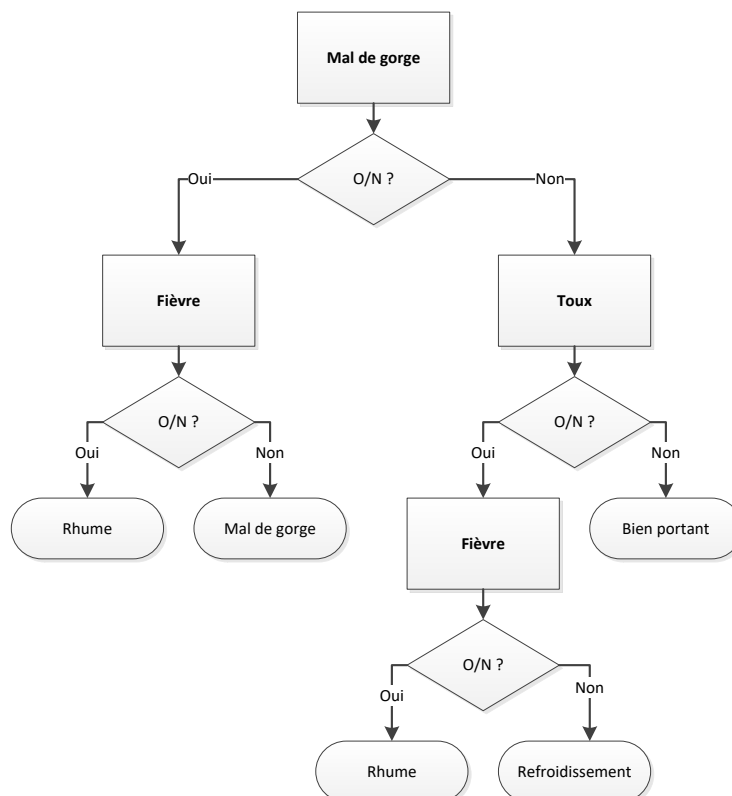 Mal de gorge
O/N ?
Oui
Non
Fièvre
Toux
O/N ?
O/N ?
Oui
Non
Oui
Non
Rhume
Mal de gorge
Fièvre
Bien portant
O/N ?
Oui
Non
Rhume
Refroidissement